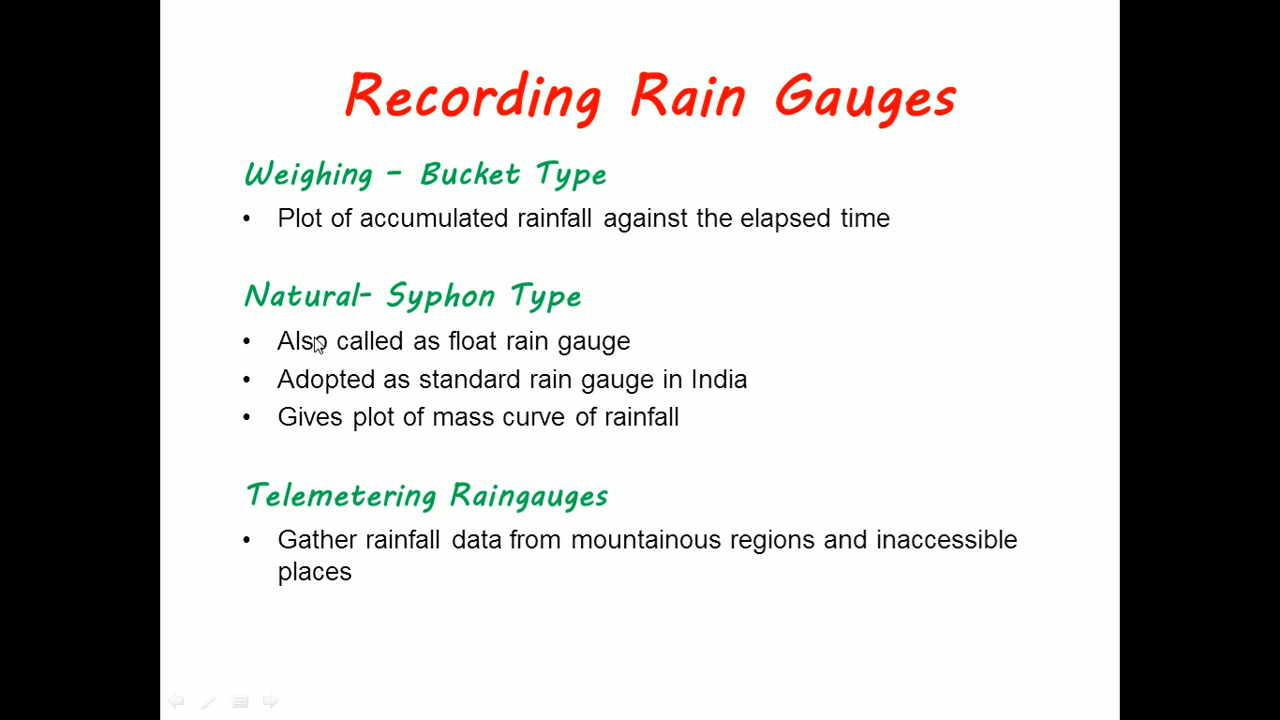 Recording Rain Gauges
Weighing – Bucket Type
• Plot of accumulated rainfall against the elapsed time
Natural- Syphon Type
• Also called as float rain gauge
• Adopted as standard rain gauge in India
• Gives plot of mass curve of rainfall
Telemetering Raingauges
• Gather rainfall data from mountainous regions and inaccessible
places